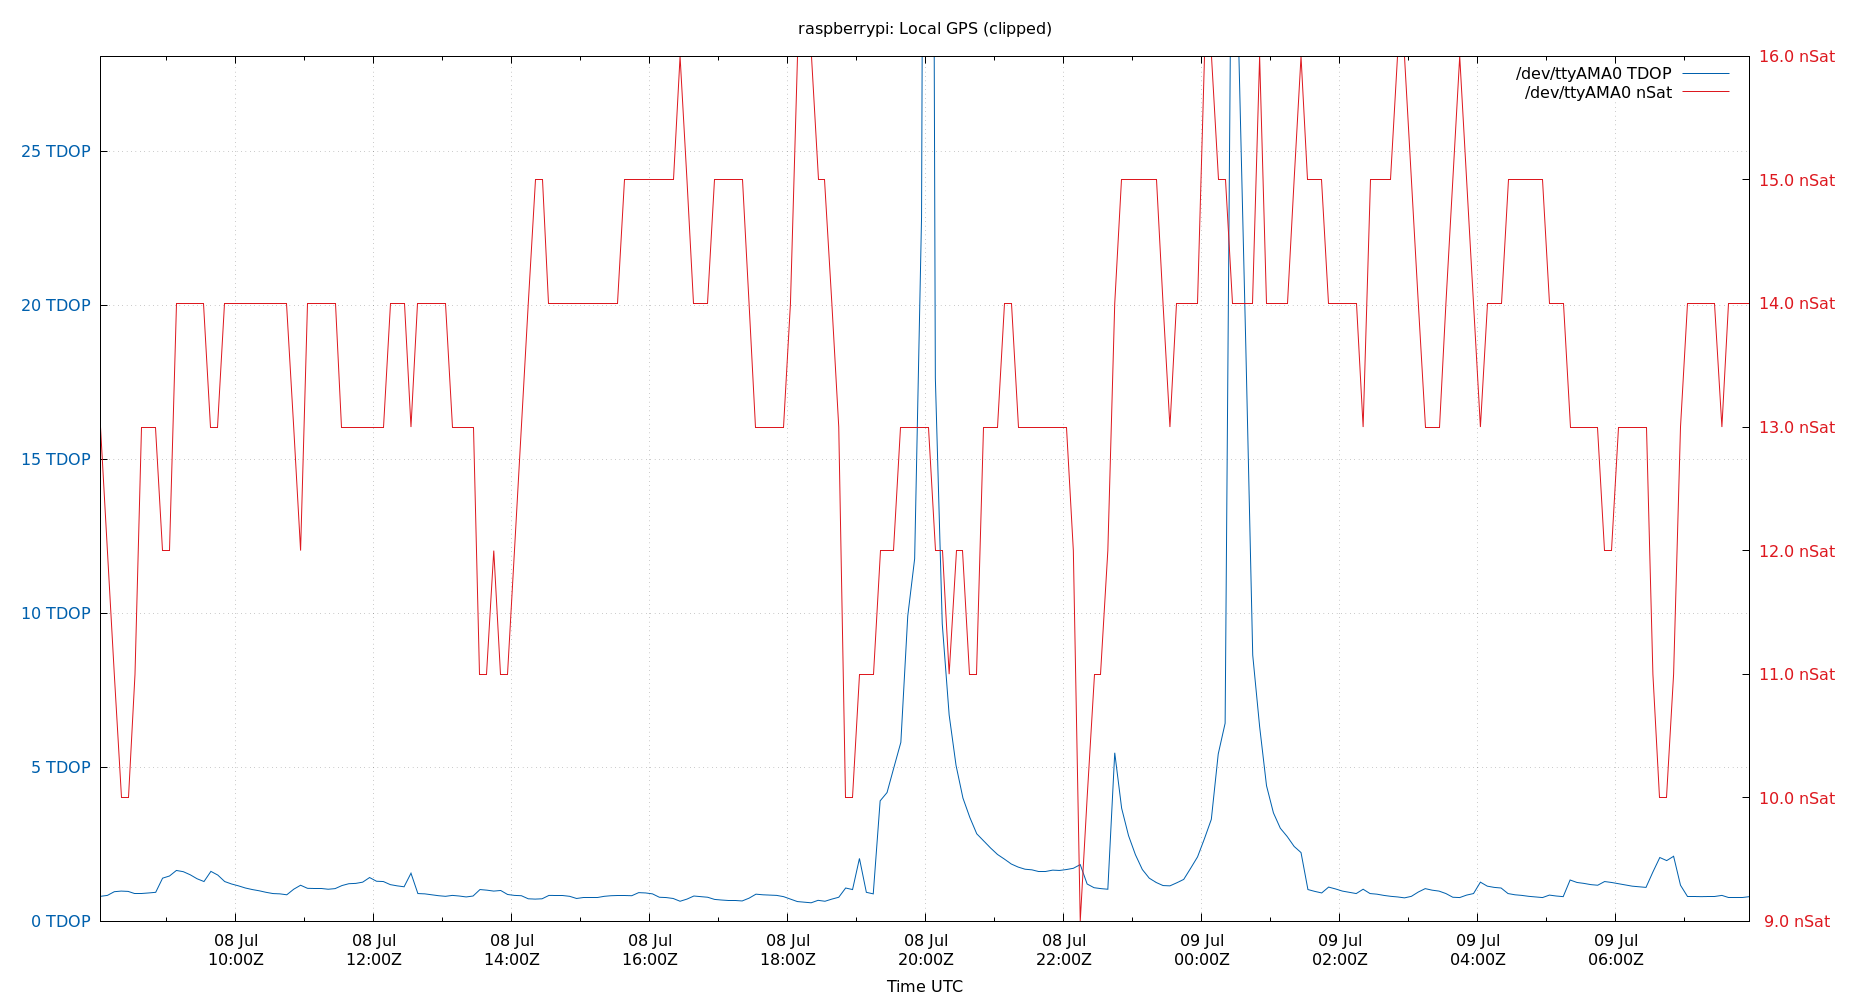 raspberrypi: Local GPS (clipped)
/dev/ttyAMA0 TDOP
/dev/ttyAMA0 nSat
25 TDOP
20 TDOP
15 TDOP
10 TDOP
5 TDOP
0 TDOP
16.0 nSat
15.0 nSat
14.0 nSat
13.0 nSat
12.0 nSat
11.0 nSat
10.0 nSat
9.0 nSat
08 Jul 08 Jul 08 Jul 08 Jul 08 Jul 08 Jul 08 Jul 09 Jul 09 Jul 09 Jul 09 Jul
10:00Z 12:00Z 14:00Z 16:00Z 18:00Z 20:00Z 22:00Z 00:00Z 02:00Z 04:00Z 06:00Z
Time UTC